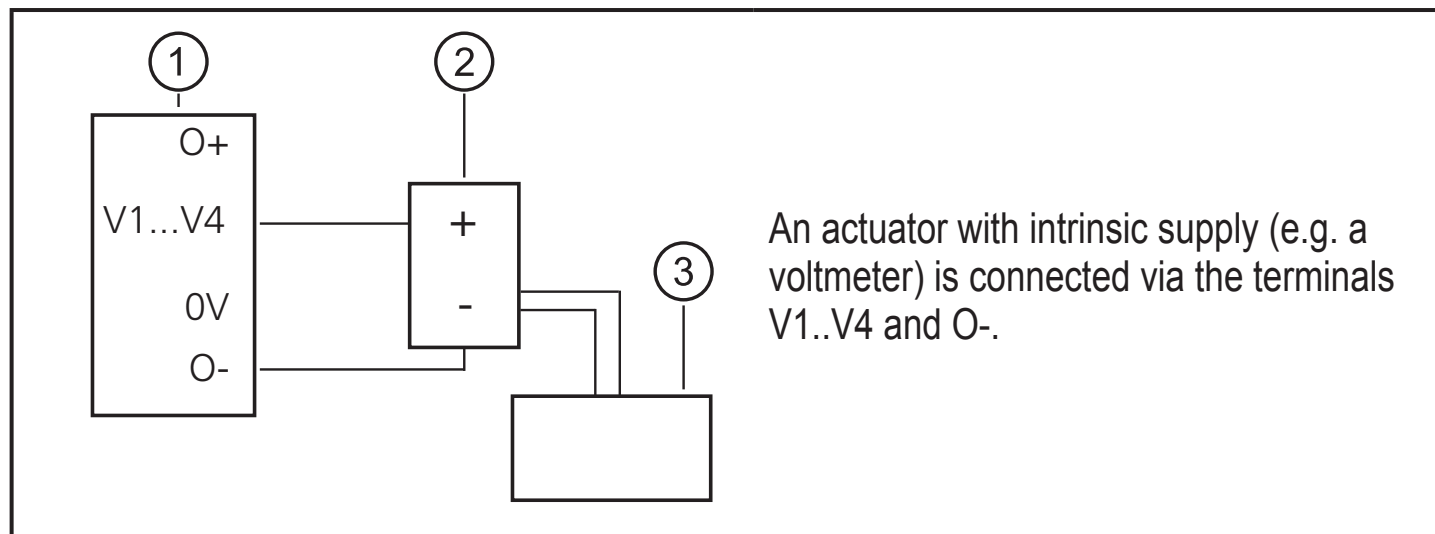 1
2
O+
V1...V4
+
3
0V
-
O-
An actuator with intrinsic supply (e.g. a
voltmeter) is connected via the terminals
V1..V4 and O-.